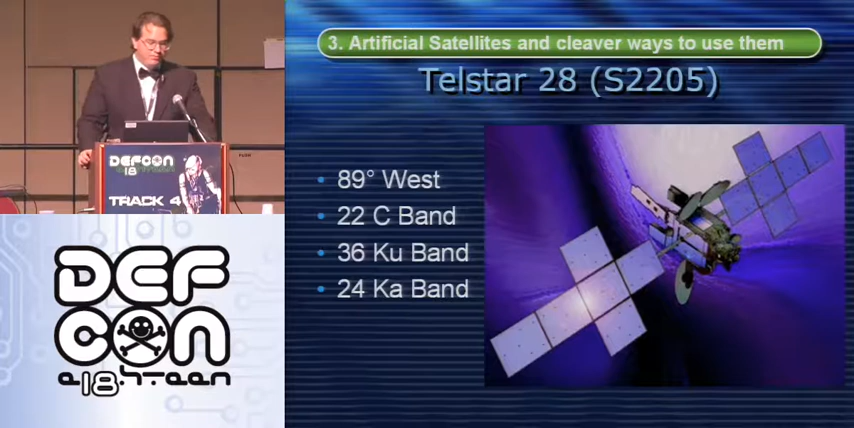 3. Artificial Satellites and cleaver ways to use them
Telstar 28 (S2205)
• 89° West
• 22 C Band
• 36 Ku Band
• 24 Ka Band
DEFCON
18
TRACK 4
DEF
CON
e18hteen